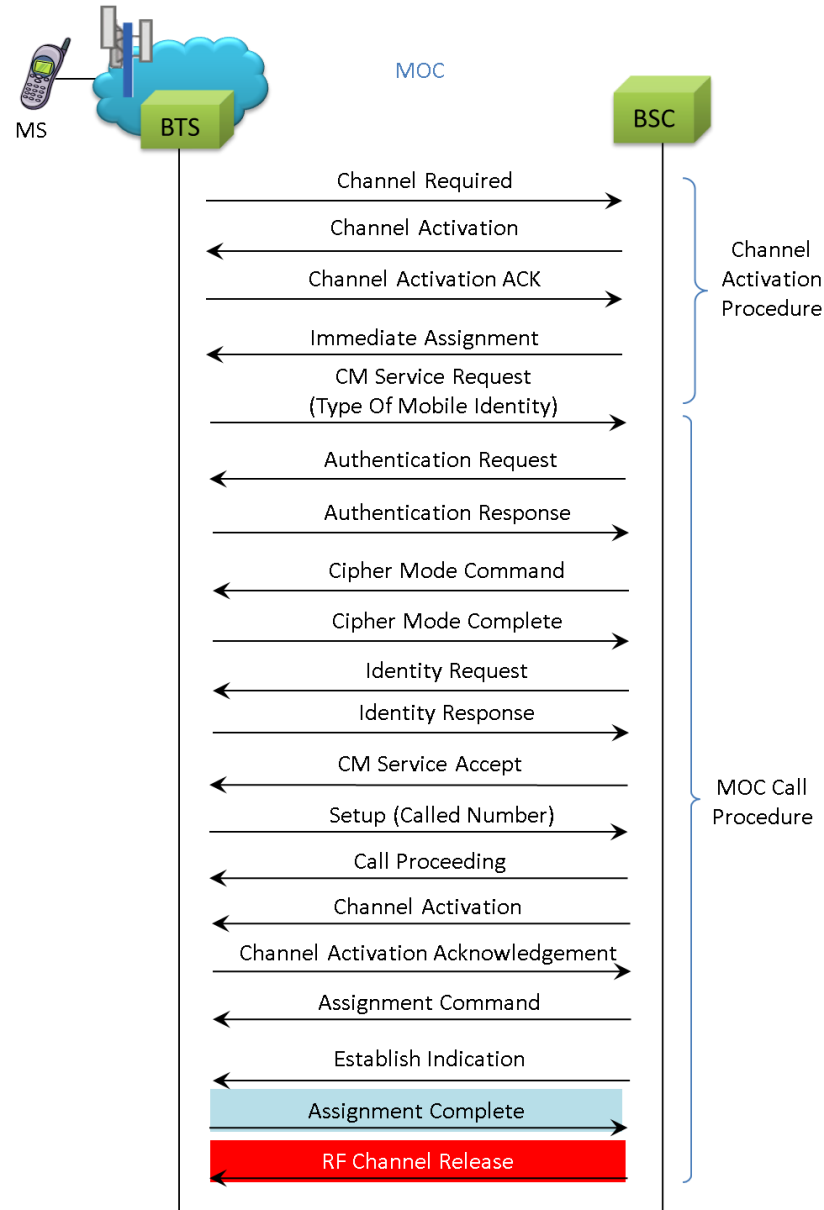 MOC
MS
BTS
BSC
Channel Required
Channel Activation
Channel Activation ACK
Immediate Assignment
Channel
Activation
Procedure
CM Service Request
(Type Of Mobile Identity)
Authentication Request
Authentication Response
Cipher Mode Command
Cipher Mode Complete
Identity Request
Identity Response
CM Service Accept
Setup (Called Number)
Call Proceeding
Channel Activation
Channel Activation Acknowledgement
Assignment Command
Establish Indication
Assignment Complete
RF Channel Release
MOC Call
Procedure